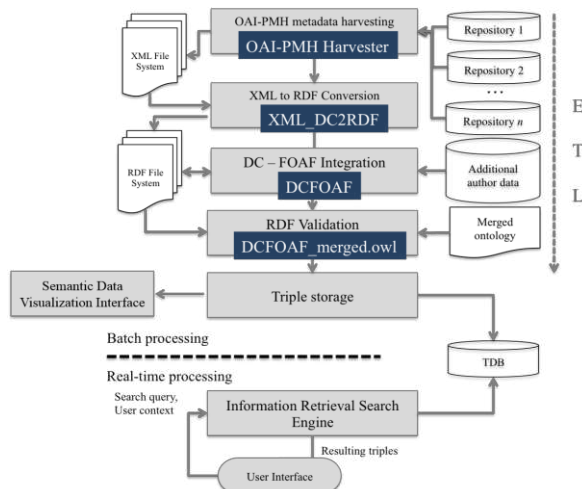 OAI-PMH metadata harvesting
OAI-PMH Harvester
XML File
System
Repository 1
Repository 2
...
Repository n
XML to RDF Conversion
XML_DC2RDF
E
T
L
RDF File
System
DC – FOAF Integration
DCFOAF
Additional
author data
RDF Validation
DCFOAF_merged.owl
Merged
ontology
Semantic Data
Visualization Interface
Triple storage
Batch processing
Real-time processing
TDB
Search query,
User context
Information Retrieval Search
Engine
Resulting triples
User Interface